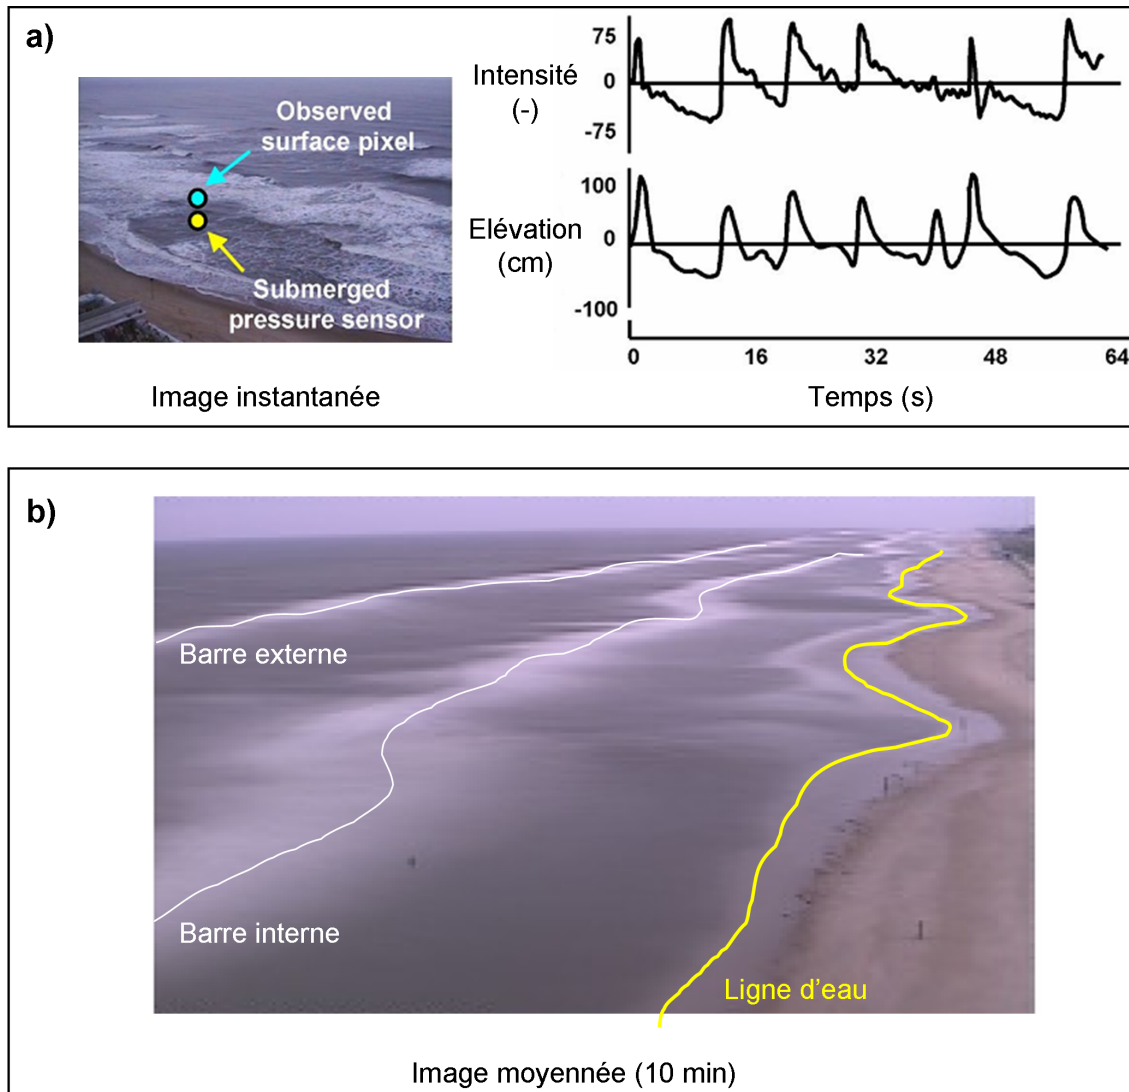 a)
Observed
surface pixel
Submerged
pressure sensor
Image instantanée
Intensité
(-)
75
0
-75
Elévation
(cm)
100
0
-100
0 16 32 48 64
Temps (s)
b)
Barre externe
Barre interne
Ligne d'eau
Image moyennée (10 min)